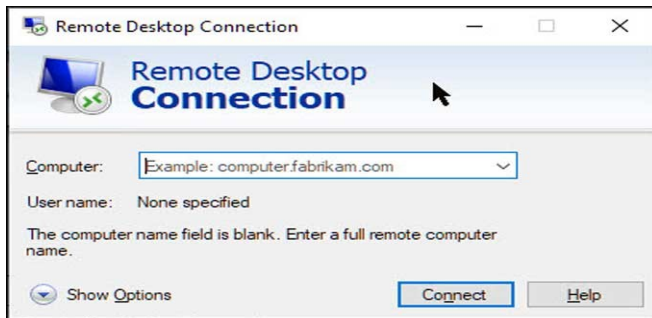 Remote Desktop Connection
Remote Desktop
Connection
Computer: Example: computer.fabrikam.com
User name: None specified
The computer name field is blank. Enter a full remote computer
name.
Show Options Connect Help